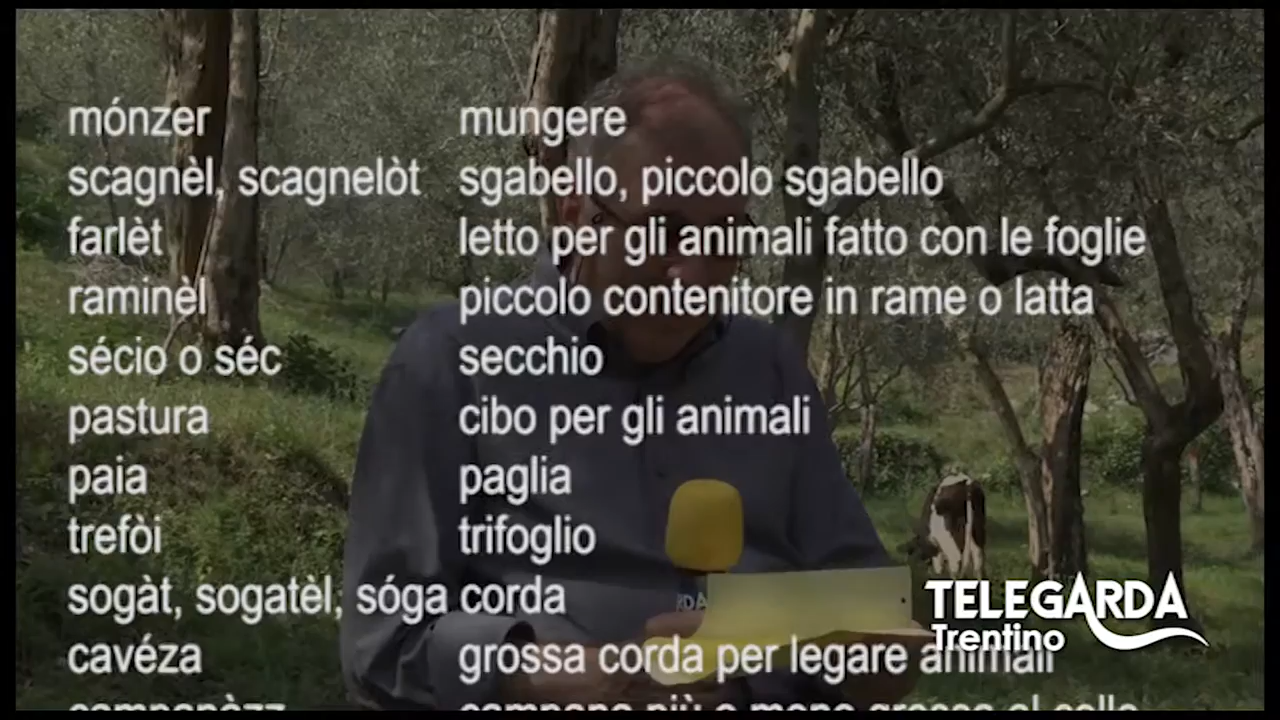 mónzer mungere
scagnèl, scagnelòt sgabello, piccolo sgabello
farlèt letto per gli animali fatto con le foglie
raminèl piccolo contenitore in rame o latta
sécio o séc secchio
pastura cibo per gli animali
paia paglia
trefòi trifoglio
sogàt, sogatèl, sóga corda
cavéza grossa corda per legare animali
TELEGARDA
Trentino